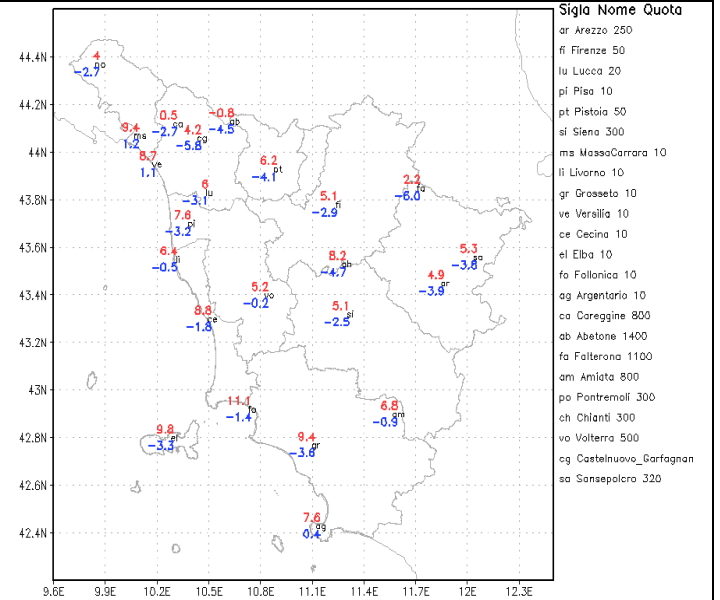 Sigla Nome Quota
ar Arezzo 250
fi Firenze 50
lu Lucca 20
pi Pisa 10
pt Pistoia 50
si Siena 300
ms MassaCarrara 10
li Livorno 10
gr Grosseto 10
ve Versilia 10
ce Cecina 10
el Elba 10
fo Follonica 10
ag Argentario 10
ca Careggine 800
ab Abetone 1400
fa Falterona 1100
am Amiata 800
po Pontremoli 300
ch Chianti 300
vo Volterra 500
cg Castelnuovo_Garfagnan
sa Sansepolcro 320
44.4N
4
po
-2.7
44.2N
0.5
ca
-2.7
-0.8
ab
-4.5
9.4
ms
1.2
4.2
cg
-5.8
44N
8.7
ve
1.1
6.2
pt
-4.1
6
lu
-3.1
5.1
fi
-2.9
2.2
fa
-6.0
43.8N
7.6
pi
-3.2
43.6N
6.4
li
-0.5
8.2
ch
-4.7
5.3
sa
-3.6
4.9
ar
-3.9
43.4N
5.2
vo
-0.2
8.8
ce
-1.8
5.1
si
-2.5
43.2N
43N
11.1
fo
-1.4
6.8
am
-0.9
42.8N
9.8
el
-3.3
9.4
gr
-3.6
42.6N
7.6
ag
0.4
42.4N
9.6E 9.9E 10.2E 10.5E 10.8E 11.1E 11.4E 11.7E 12E 12.3E